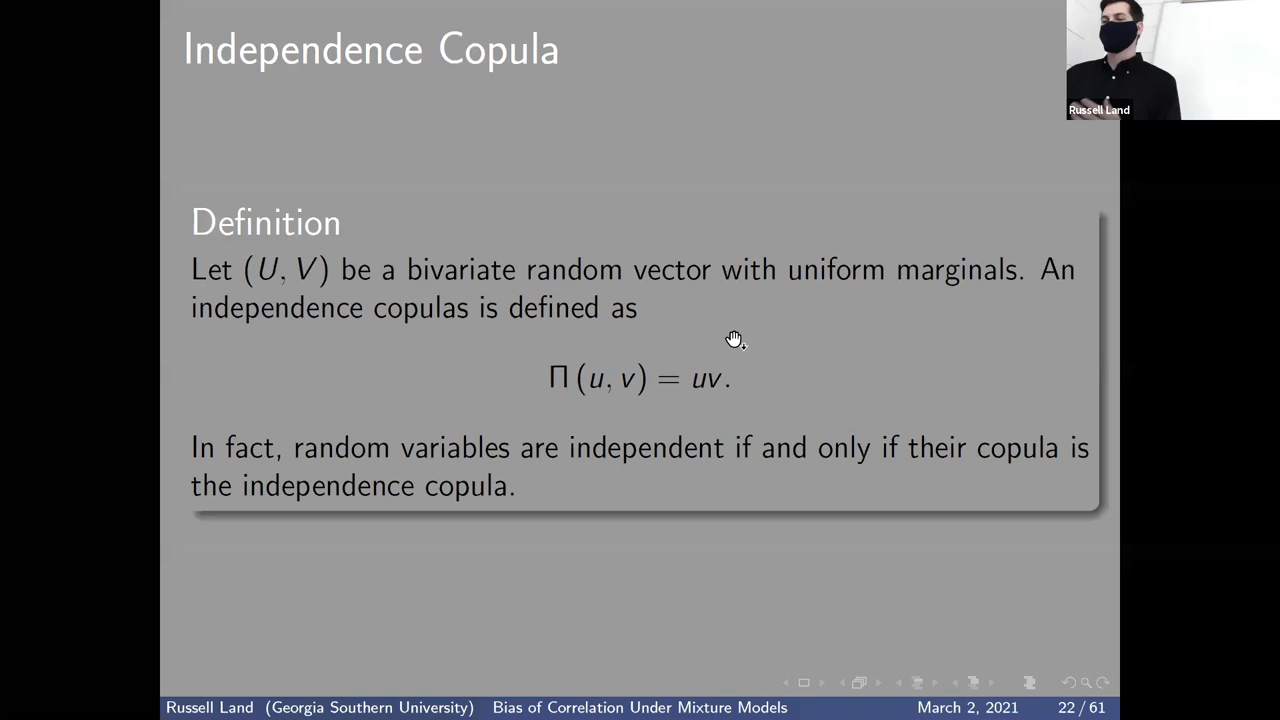 Independence Copula
Russell Land
Definition
Let (U, V) be a bivariate random vector with uniform marginals. An
independence copulas is defined as
Π (u, v) = uv.
In fact, random variables are independent if and only if their copula is
the independence copula.
Russell Land (Georgia Southern University) Bias of Correlation Under Mixture Models March 2, 2021 22 / 61